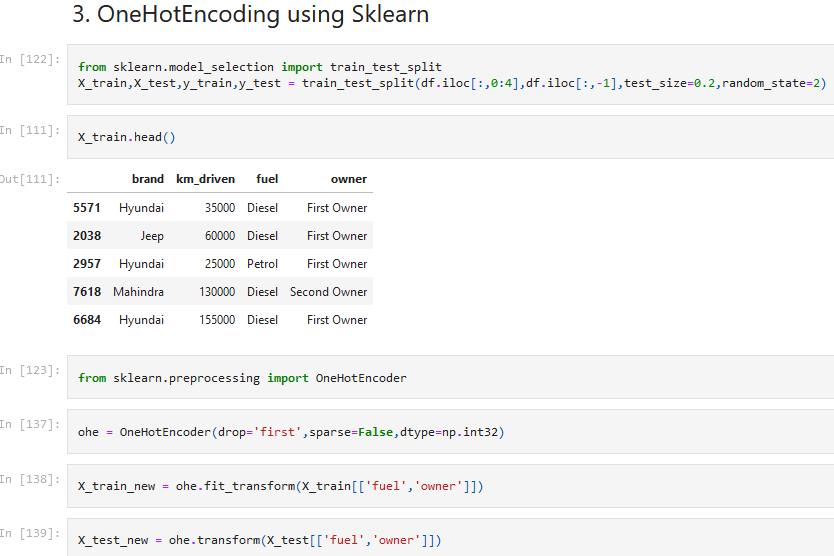 3. OneHotEncoding using Sklearn
In [122]:
from sklearn.model_selection import train_test_split
X_train,X_test,y_train,y_test = train_test_split(df.iloc[:,0:4],df.iloc[:,-1],test_size=0.2,random_state=2)
In [111]:
X_train.head()
Out[111]:
brand km_driven fuel owner
5571 Hyundai 35000 Diesel First Owner
2038 Jeep 60000 Diesel First Owner
2957 Hyundai 25000 Petrol First Owner
7618 Mahindra 130000 Diesel Second Owner
6684 Hyundai 155000 Diesel First Owner
In [123]:
from sklearn.preprocessing import OneHotEncoder
In [137]:
ohe = OneHotEncoder(drop='first',sparse=False,dtype=np.int32)
In [138]:
X_train_new = ohe.fit_transform(X_train[['fuel','owner']])
In [139]:
X_test_new = ohe.transform(X_test[['fuel','owner']])